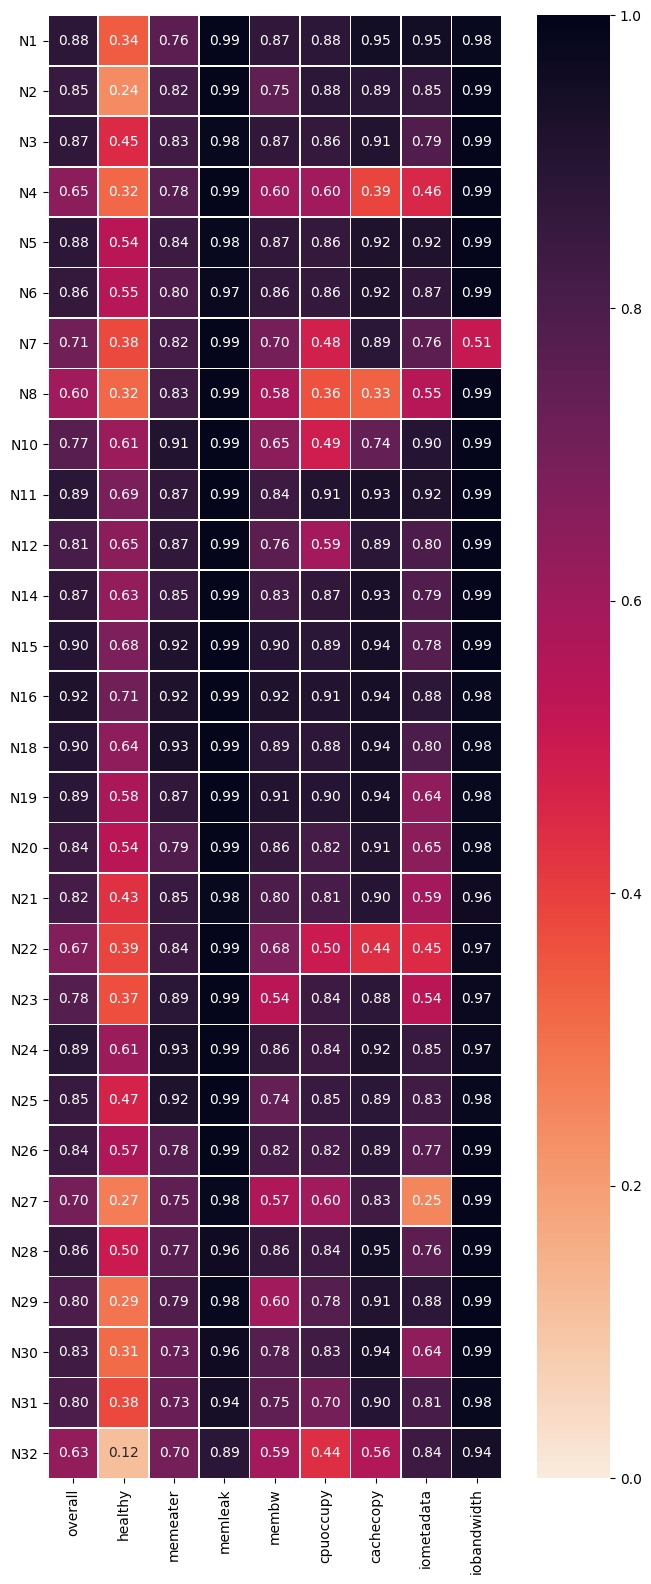 N1 0.88 0.34 0.76 0.99 0.87 0.88 0.95 0.95 0.98
N2 0.85 0.24 0.82 0.99 0.75 0.88 0.89 0.85 0.99
N3 0.87 0.45 0.83 0.98 0.87 0.86 0.91 0.79 0.99
N4 0.65 0.32 0.78 0.99 0.60 0.60 0.39 0.46 0.99
N5 0.88 0.54 0.84 0.98 0.87 0.86 0.92 0.92 0.99
N6 0.86 0.55 0.80 0.97 0.86 0.86 0.92 0.87 0.99
N7 0.71 0.38 0.82 0.99 0.70 0.48 0.89 0.76 0.51
N8 0.60 0.32 0.83 0.99 0.58 0.36 0.33 0.55 0.99
N10 0.77 0.61 0.91 0.99 0.65 0.49 0.74 0.90 0.99
N11 0.89 0.69 0.87 0.99 0.84 0.91 0.93 0.92 0.99
N12 0.81 0.65 0.87 0.99 0.76 0.59 0.89 0.80 0.99
N14 0.87 0.63 0.85 0.99 0.83 0.87 0.93 0.79 0.99
N15 0.90 0.68 0.92 0.99 0.90 0.89 0.94 0.78 0.99
N16 0.92 0.71 0.92 0.99 0.92 0.91 0.94 0.88 0.98
N18 0.90 0.64 0.93 0.99 0.89 0.88 0.94 0.80 0.98
N19 0.89 0.58 0.87 0.99 0.91 0.90 0.94 0.64 0.98
N20 0.84 0.54 0.79 0.99 0.86 0.82 0.91 0.65 0.98
N21 0.82 0.43 0.85 0.98 0.80 0.81 0.90 0.59 0.96
N22 0.67 0.39 0.84 0.99 0.68 0.50 0.44 0.45 0.97
N23 0.78 0.37 0.89 0.99 0.54 0.84 0.88 0.54 0.97
N24 0.89 0.61 0.93 0.99 0.86 0.84 0.92 0.85 0.97
N25 0.85 0.47 0.92 0.99 0.74 0.85 0.89 0.83 0.98
N26 0.84 0.57 0.78 0.99 0.82 0.82 0.89 0.77 0.99
N27 0.70 0.27 0.75 0.98 0.57 0.60 0.83 0.25 0.99
N28 0.86 0.50 0.77 0.96 0.86 0.84 0.95 0.76 0.99
N29 0.80 0.29 0.79 0.98 0.60 0.78 0.91 0.88 0.99
N30 0.83 0.31 0.73 0.96 0.78 0.83 0.94 0.64 0.99
N31 0.80 0.38 0.73 0.94 0.75 0.70 0.90 0.81 0.98
N32 0.63 0.12 0.70 0.89 0.59 0.44 0.56 0.84 0.94
overall healthy memeater memleak membw cpuoccupy cachecopy iometadata iobandwidth
1.0
0.8
0.6
0.4
0.2
0.0